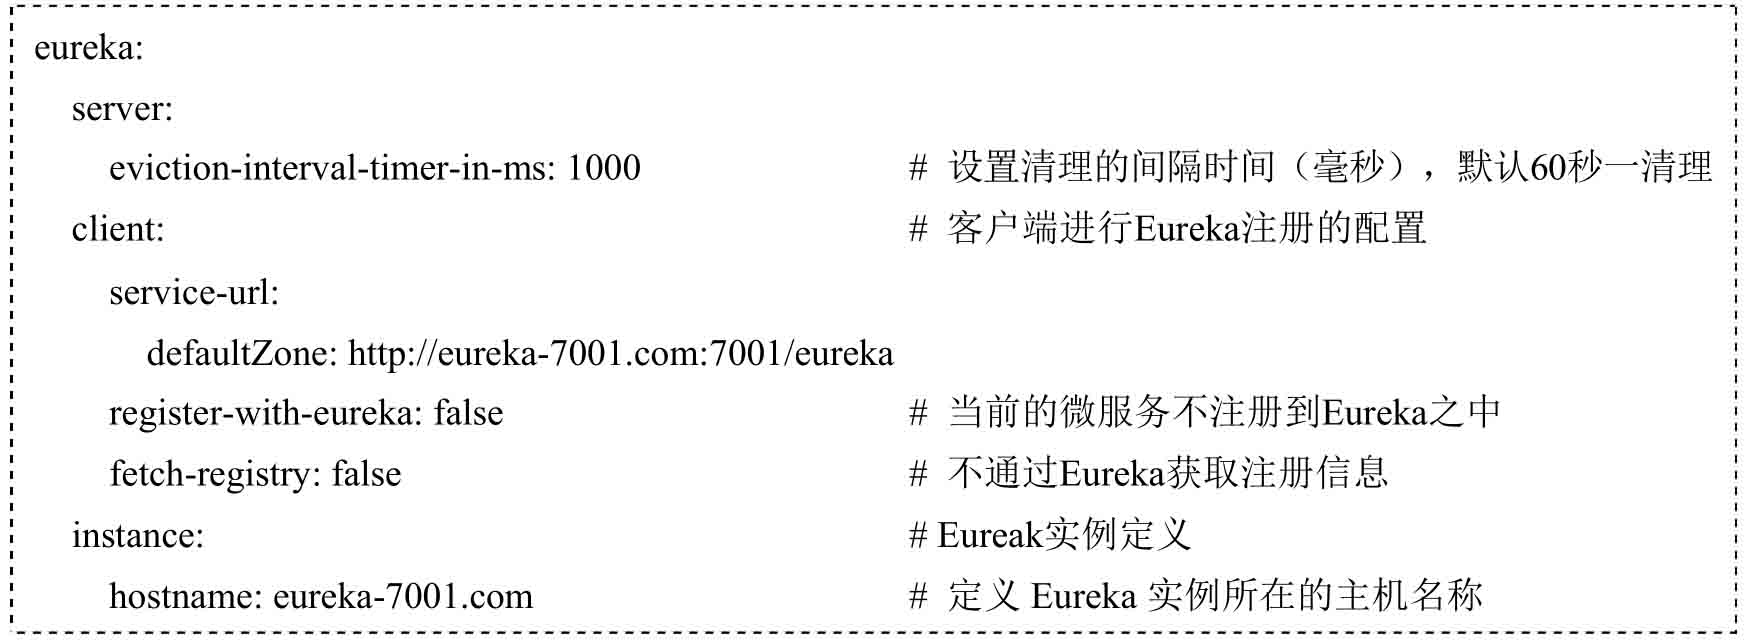 eureka:
server:
eviction-interval-timer-in-ms: 1000 # 设置清理的间隔时间（毫秒），默认60秒一清理
client: # 客户端进行Eureka注册的配置
service-url:
defaultZone: http://eureka-7001.com:7001/eureka
register-with-eureka: false # 当前的微服务不注册到Eureka之中
fetch-registry: false # 不通过Eureka获取注册信息
instance: # Eureak实例定义
hostname: eureka-7001.com # 定义 Eureka 实例所在的主机名称